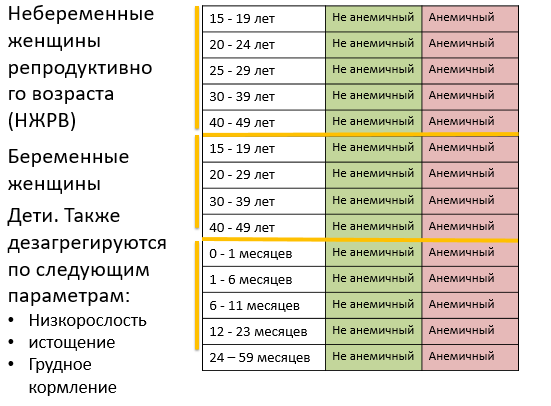 Небеременные
женщины
репродуктивно
го возраста
(НЖРВ)
Беременные
женщины
Дети. Также
дезагрегируются
по следующим
параметрам:
• Низкорослость
• истощение
• Грудное
кормление
15 - 19 лет Не анемичный Анемичный
20 - 24 лет Не анемичный Анемичный
25 - 29 лет Не анемичный Анемичный
30 - 39 лет Не анемичный Анемичный
40 - 49 лет Не анемичный Анемичный
15 - 19 лет Не анемичный Анемичный
20 - 29 лет Не анемичный Анемичный
30 - 39 лет Не анемичный Анемичный
40 - 49 лет Не анемичный Анемичный
0 - 1 месяцев Не анемичный Анемичный
1 - 6 месяцев Не анемичный Анемичный
6 - 11 месяцев Не анемичный Анемичный
12 - 23 месяцев Не анемичный Анемичный
24 – 59 месяцев Не анемичный Анемичный